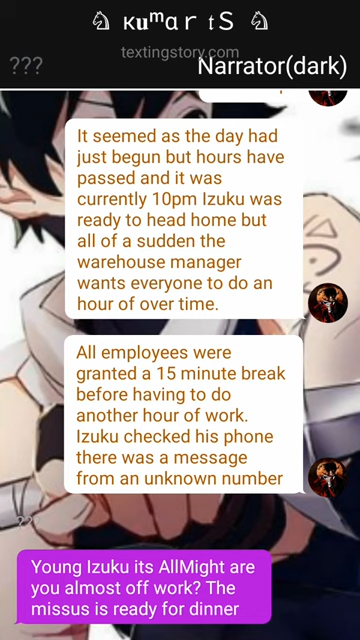 ♘ ĸυᵐα r tS ♘
textingstory.com
???
Narrator(dark)
It seemed as the day had
just begun but hours have
passed and it was
currently 10pm Izuku was
ready to head home but
all of a sudden the
warehouse manager
wants everyone to do an
hour of over time.
All employees were
granted a 15 minute break
before having to do
another hour of work.
Izuku checked his phone
there was a message
from an unknown number
??
Young Izuku its AllMight are
you almost off work? The
missus is ready for dinner